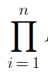 n
∏
i = 1